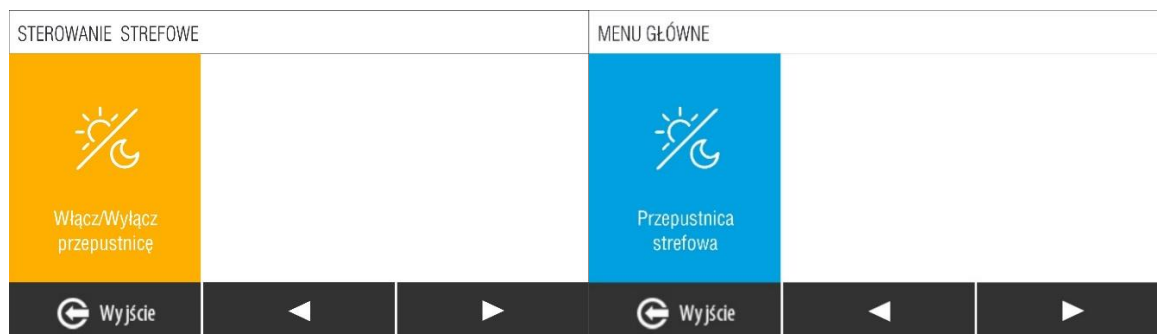 STEROWANIE STREFOWE
Włącz/Wyłącz
przepustnicę
Wyjście
MENU GŁÓWNE
Przepustnica
strefowa
Wyjście